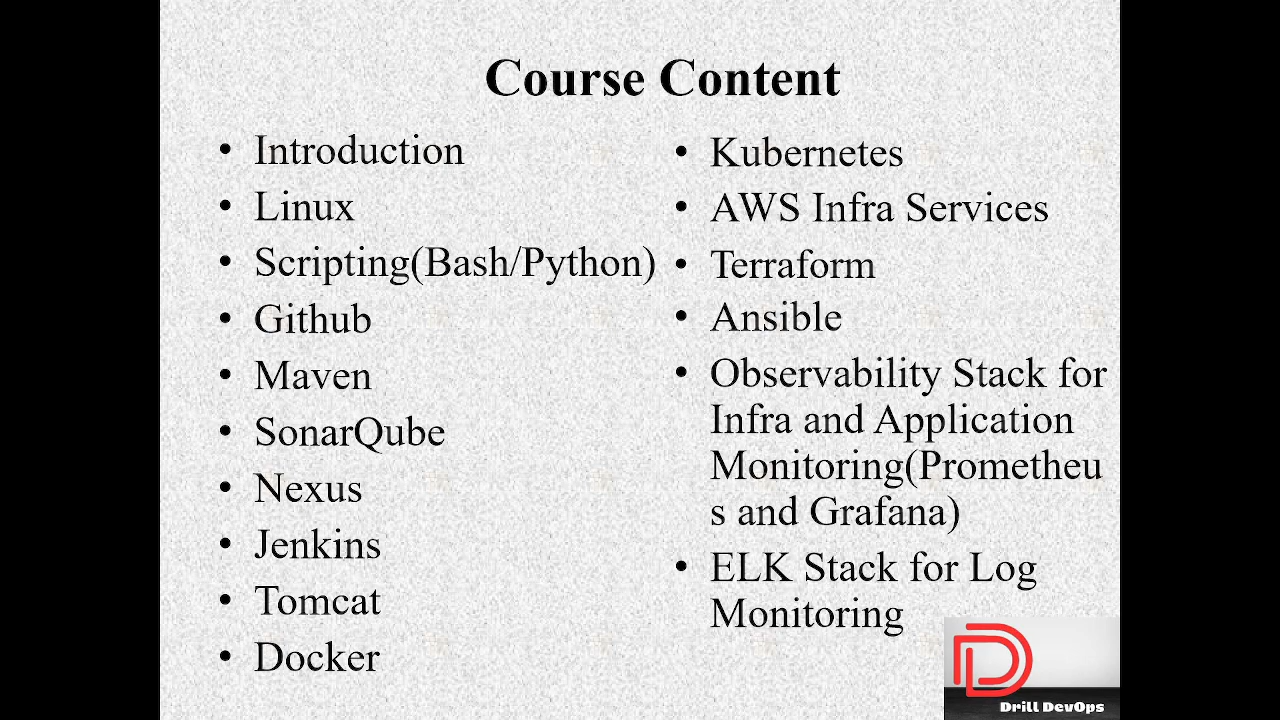 Course Content
Introduction
Linux
Scripting(Bash/Python)
Github
Maven
SonarQube
Nexus
Jenkins
Tomcat
Docker
Kubernetes
AWS Infra Services
Terraform
Ansible
Observability Stack for
Infra and Application
Monitoring(Prometheu
s and Grafana)
ELK Stack for Log
Monitoring
Drill DevOps